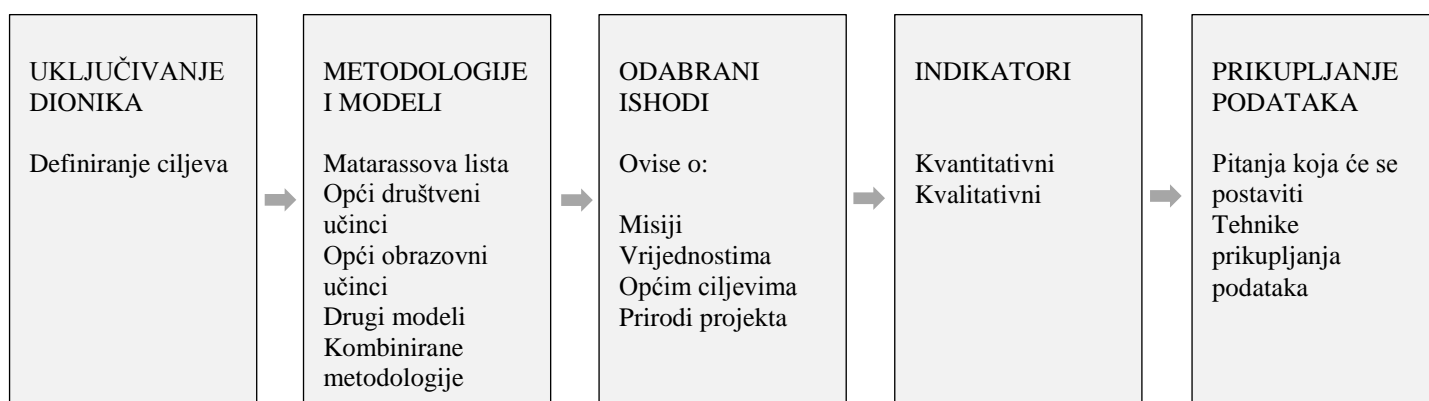 UKLJUČIVANJE
DIONIKA
Definiranje ciljeva
METODOLOGIJE
I MODELI
Matarassova lista
Opći društveni
učinci
Opći obrazovni
učinci
Drugi modeli
Kombinirane
metodologije
ODABRANI
ISHODI
Ovise o:
Misiji
Vrijednostima
Općim ciljevima
Prirodi projekta
INDIKATORI
Kvantitativni
Kvalitativni
PRIKUPLJANJE
PODATAKA
Pitanja koja će se
postaviti
Tehnike
prikupljanja
podataka